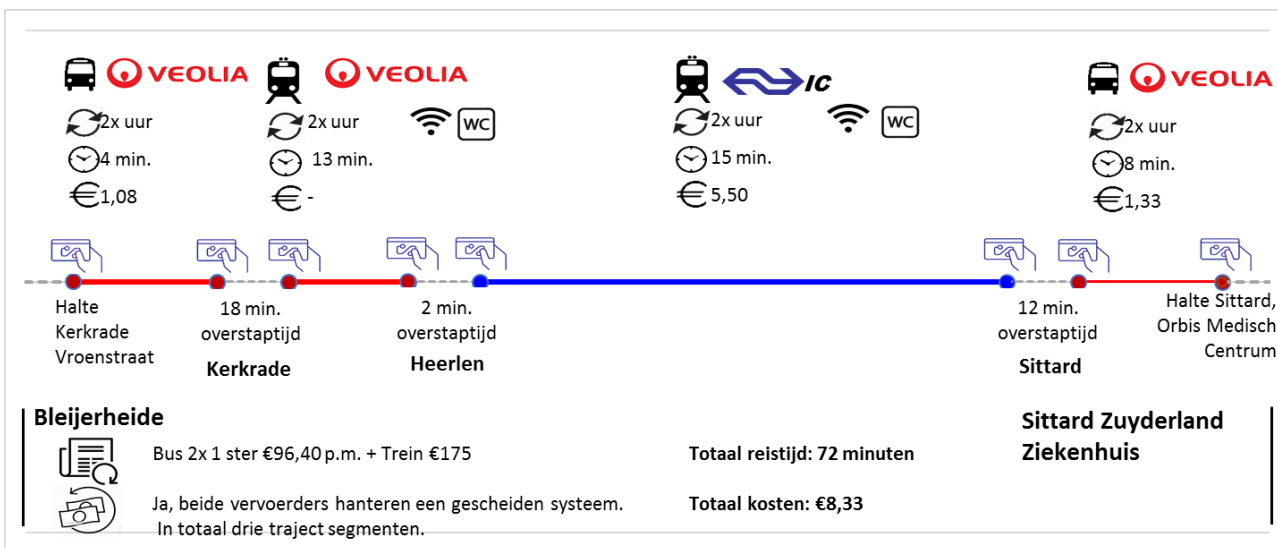 VEOLIA
VEOLIA
IC
VEOLIA
2x uur
2x uur
WC
2x uur
WC
2x uur
4 min.
13 min.
15 min.
8 min.
€1,08
€ -
€ 5,50
€1,33
Halte
Kerkrade
Vroenstraat
18 min.
overstaptijd
Kerkrade
2 min.
overstaptijd
Heerlen
12 min.
overstaptijd
Sittard
Halte Sittard,
Orbis Medisch
Centrum
Bleijerheide
Sittard Zuyderland
Ziekenhuis
Bus 2x 1 ster €96,40 p.m. + Trein €175
Totaal reistijd: 72 minuten
Ja, beide vervoerders hanteren een gescheiden systeem.
In totaal drie traject segmenten.
Totaal kosten: €8,33